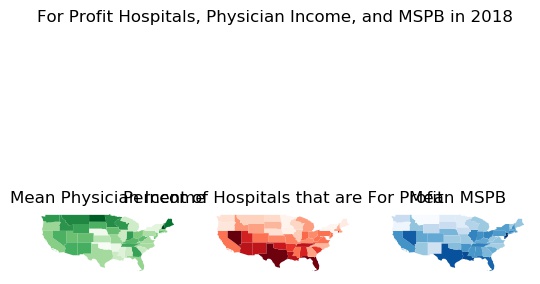 For Profit Hospitals, Physician Income, and MSPB in 2018
Mean Physician Income
Percent of Hospitals that are For Profit
Mean MSPB